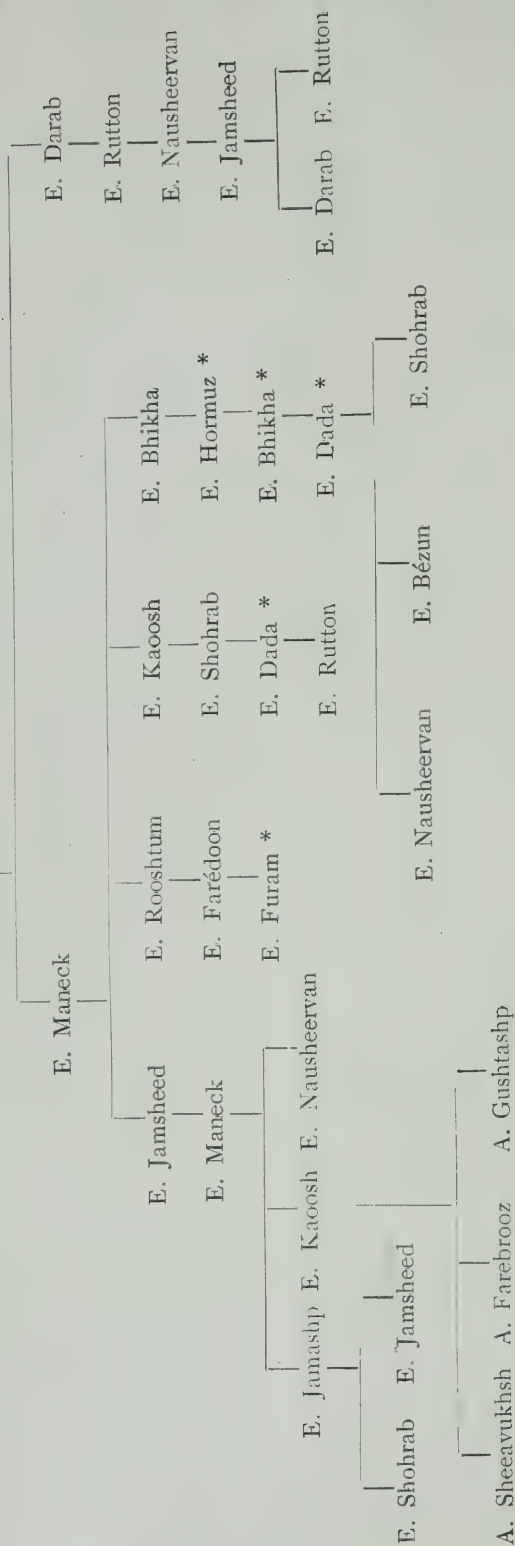 E. Maneck
E. Darab
E. Jamsheed
E. Rooshtum
E. Kaoosh
E. Bhikha
E. Rutton
E. Maneck
E. Farédoon
E. Shohrab
E. Hormuz *
E. Nausheervan
E. Jamashp E. Kaoosh E. Nausheervan
E. Furam *
E. Dada *
E. Bhikha *
E. Jamsheed
E. Rutton
E. Dada *
E. Darab E. Rutton
E. Shohrab E. Jamsheed
E. Nausheervan
E. Bézun
E. Shohrab
A. Sheeavukhsh A. Farebrooz A. Gushtashp